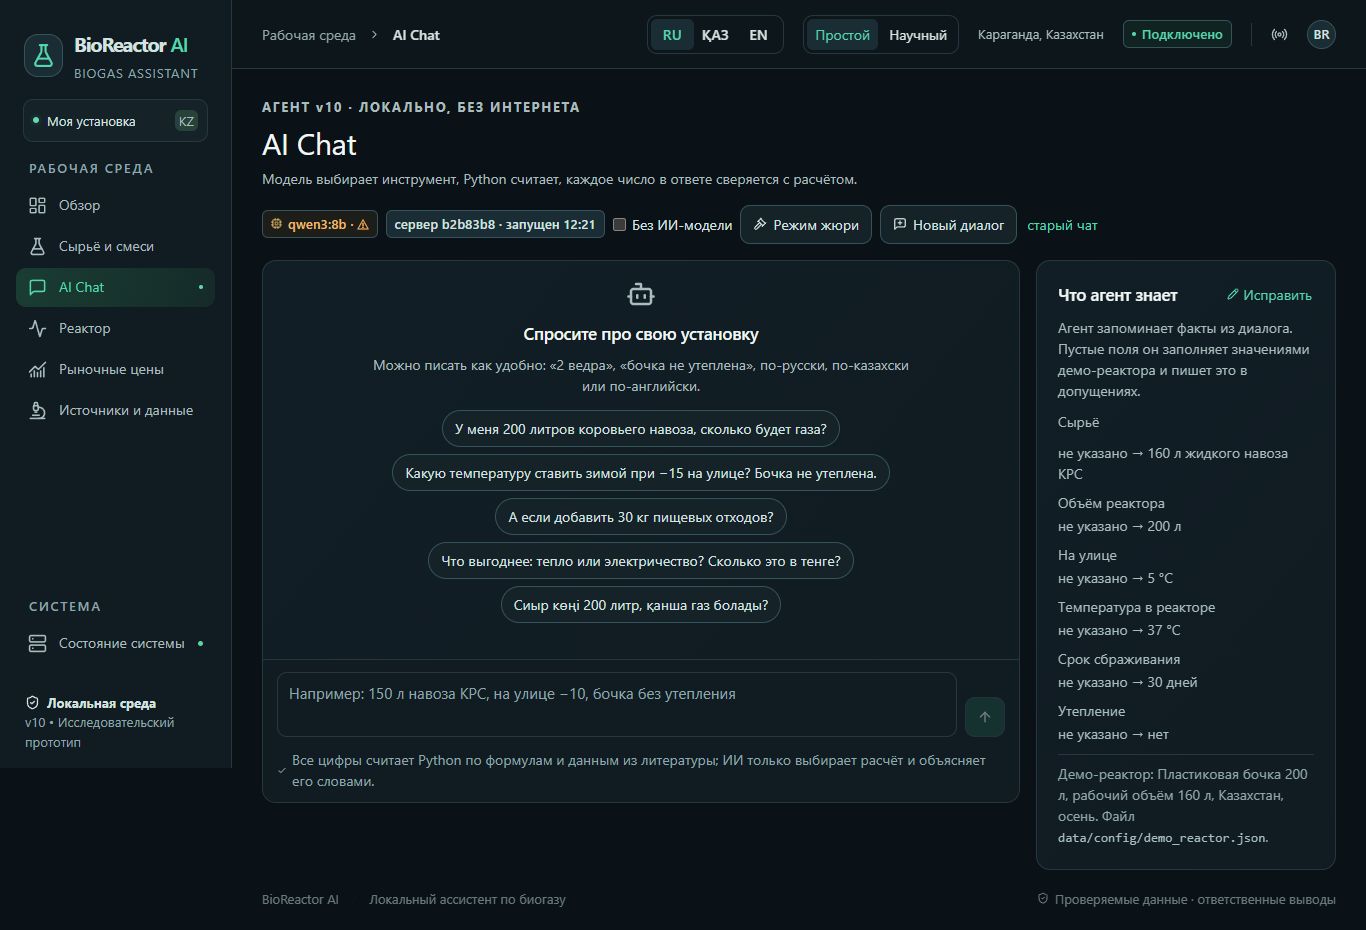 BioReactor AI
BIOGAS ASSISTANT
Моя установка
KZ
РАБОЧАЯ СРЕДА
Обзор
Сырьё и смеси
AI Chat
Реактор
Рыночные цены
Источники и данные
СИСТЕМА
Состояние системы
Локальная среда
v10 • Исследовательский
прототип
Рабочая среда > AI Chat
RU ҚАЗ EN
Простой Научный
Караганда, Казахстан
• Подключено
BR
АГЕНТ v10 · ЛОКАЛЬНО, БЕЗ ИНТЕРНЕТА
AI Chat
Модель выбирает инструмент, Python считает, каждое число в ответе сверяется с расчётом.
qwen3:8b · ⚠
сервер b2b83b8 · запущен 12:21
Без ИИ-модели
Режим жюри
Новый диалог
старый чат
Спросите про свою установку
Можно писать как удобно: «2 ведра», «бочка не утеплена», по-русски, по-казахски
или по-английски.
У меня 200 литров коровьего навоза, сколько будет газа?
Какую температуру ставить зимой при −15 на улице? Бочка не утеплена.
А если добавить 30 кг пищевых отходов?
Что выгоднее: тепло или электричество? Сколько это в тенге?
Сиыр көңі 200 литр, қанша газ болады?
Например: 150 л навоза КРС, на улице −10, бочка без утепления
Все цифры считает Python по формулам и данным из литературы; ИИ только выбирает расчёт и объясняет
его словами.
Что агент знает
Исправить
Агент запоминает факты из диалога.
Пустые поля он заполняет значениями
демо-реактора и пишет это в
допущениях.
Сырьё
не указано → 160 л жидкого навоза
КРС
Объём реактора
не указано → 200 л
На улице
не указано → 5 °C
Температура в реакторе
не указано → 37 °C
Срок сбраживания
не указано → 30 дней
Утепление
не указано → нет
Демо-реактор: Пластиковая бочка 200
л, рабочий объём 160 л, Казахстан,
осень. Файл
data/config/demo_reactor.json.
BioReactor AI
Локальный ассистент по биогазу
Проверяемые данные · ответственные выводы